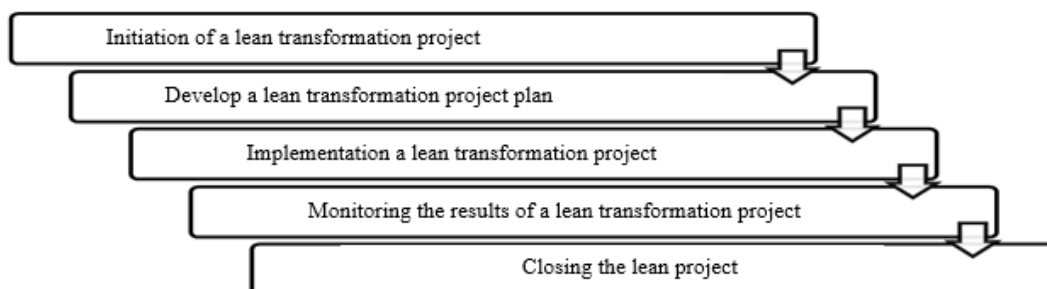 Initiation of a lean transformation project
Develop a lean transformation project plan
Implementation a lean transformation project
Monitoring the results of a lean transformation project
Closing the lean project